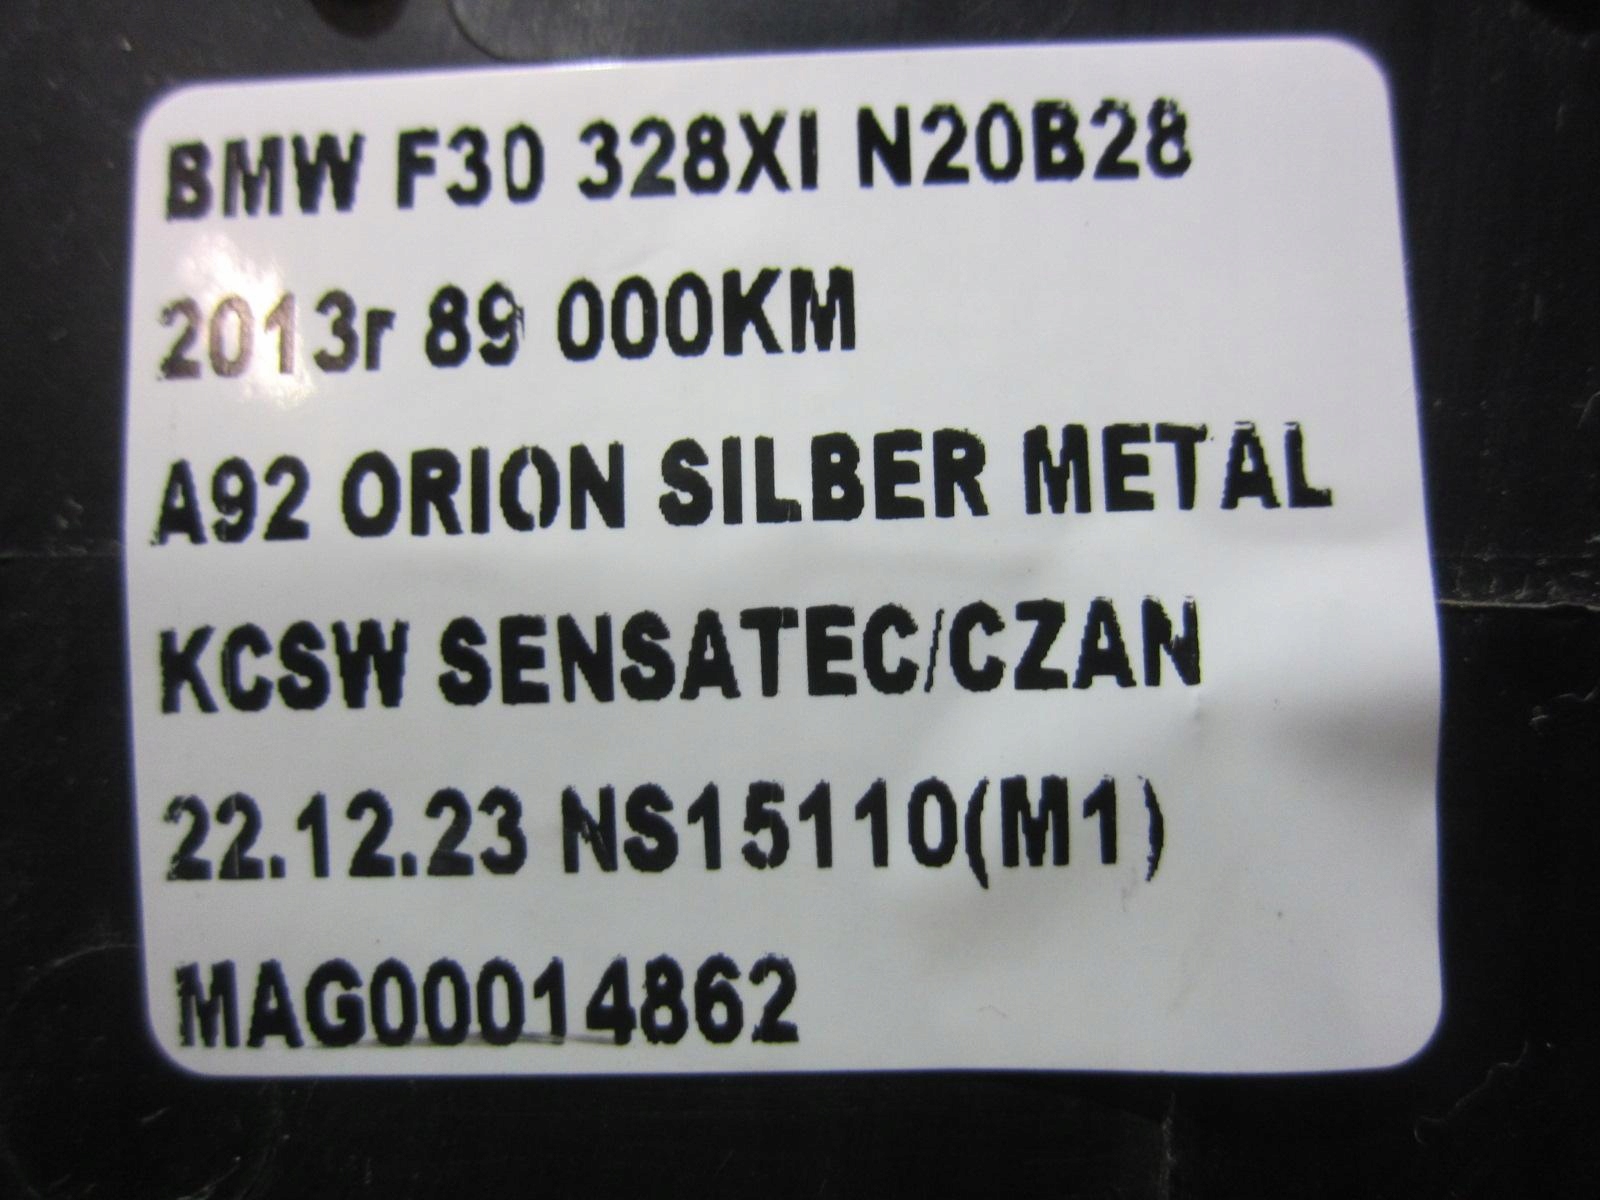 BMW F30 328XI N20B28
2013r 89 000KM
A92 ORION SILBER METAL
KCSW SENSATEC/CZAN
22.12.23 NS15110(M1)
MAG00014862